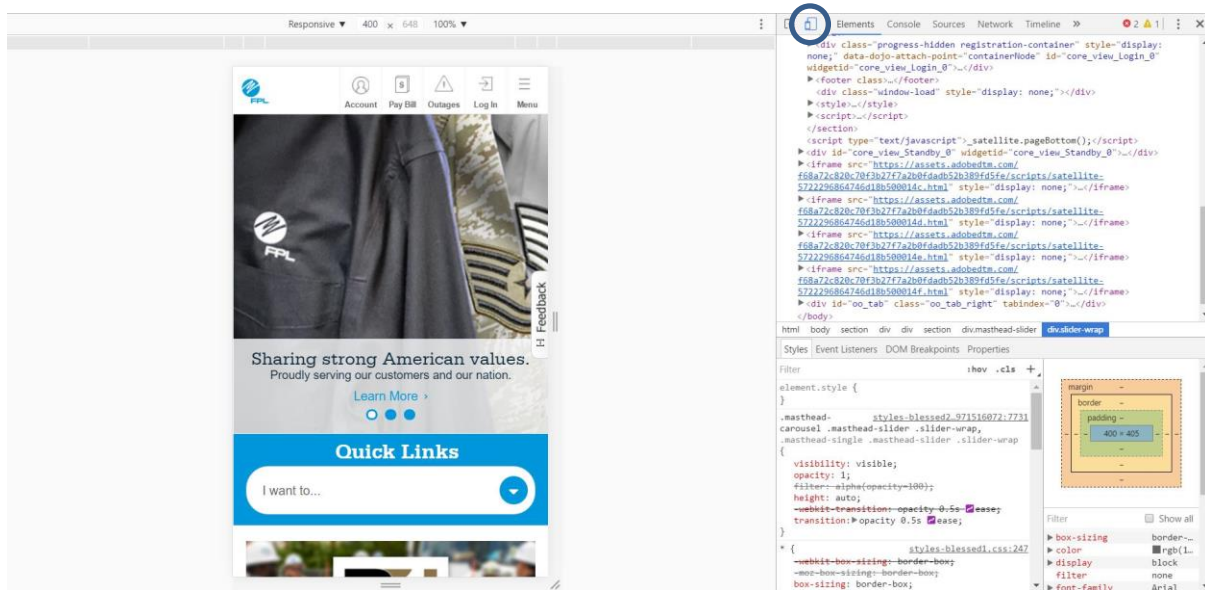 Responsive ▼ 400 x 648 100% ▼
Elements Console Sources Network Timeline » 2 1
FPL
Account Pay Bill Outages Log In Menu
FPL
Feedback
Sharing strong American values.
Proudly serving our customers and our nation.
Learn More ›
Quick Links
I want to...
<div class="progress-hidden registration-container" style="display:
none;" data-dojo-attach-point="containerNode" id="core_view_Login_0"
widgetid="core_view_Login_0">…</div>
▶<footer class>…</footer>
<div class="window-load" style="display: none;"></div>
▶<style>…</style>
▶<script>…</script>
</section>
<script type="text/javascript">_satellite.pageBottom();</script>
▶<div id="core_view_Standby_0" widgetid="core_view_Standby_0">…</div>
▶<iframe src="https://assets.adobedtm.com/
f68a72c820c70f3b27f7a2b0fdadb52b389fd5fe/scripts/satellite-
5722296864746d18b500014c.html" style="display: none;">…</iframe>
▶<iframe src="https://assets.adobedtm.com/
f68a72c820c70f3b27f7a2b0fdadb52b389fd5fe/scripts/satellite-
5722296864746d18b500014d.html" style="display: none;">…</iframe>
▶<iframe src="https://assets.adobedtm.com/
f68a72c820c70f3b27f7a2b0fdadb52b389fd5fe/scripts/satellite-
5722296864746d18b500014e.html" style="display: none;">…</iframe>
▶<iframe src="https://assets.adobedtm.com/
f68a72c820c70f3b27f7a2b0fdadb52b389fd5fe/scripts/satellite-
5722296864746d18b500014f.html" style="display: none;">…</iframe>
▶<div id="oo_tab" class="oo_tab_right" tabindex="0">…</div>
</body>
html body section div div section div.masthead-slider div.slider-wrap
Styles Event Listeners DOM Breakpoints Properties
Filter :hov .cls +
element.style {
}
.masthead- styles-blessed2…971516072:7731
carousel .masthead-slider .slider-wrap,
.masthead-single .masthead-slider .slider-wrap
{
visibility: visible;
opacity: 1;
filter: alpha(opacity=100);
height: auto;
-webkit-transition: opacity 0.5s ease;
transition:▶opacity 0.5s ease;
}
* { styles-blessed1.css:247
-webkit-box-sizing: border-box;
-moz-box-sizing: border-box;
box-sizing: border-box;
margin –
border –
padding –
400 × 405
Filter Show all
▶box-sizing border-…
▶color rgb(1…
▶display block
filter none
▶font-family Arial